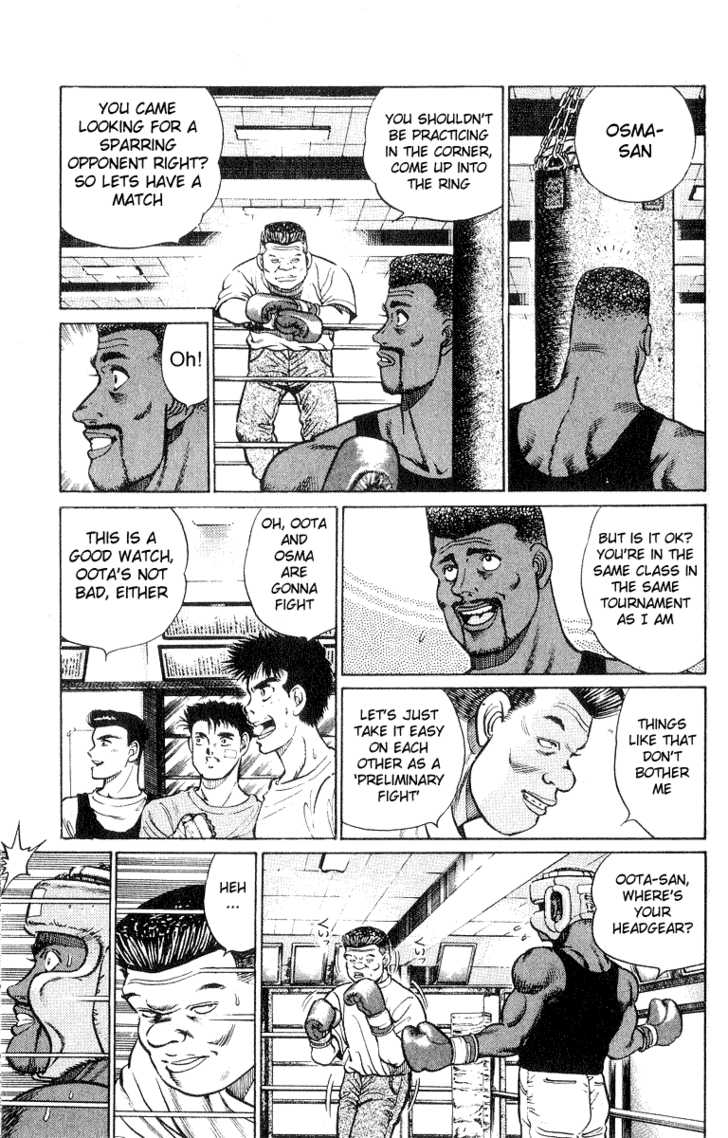 OSMA-
SAN
YOU SHOULDN'T
BE PRACTICING
IN THE CORNER,
COME UP INTO
THE RING
YOU CAME
LOOKING FOR A
SPARRING
OPPONENT RIGHT?
SO LETS HAVE A
MATCH
Oh!
BUT IS IT OK?
YOU'RE IN THE
SAME CLASS IN
THE SAME
TOURNAMENT
AS I AM
THINGS
LIKE THAT
DON'T
BOTHER
ME
LET'S JUST
TAKE IT EASY
ON EACH
OTHER AS A
'PRELIMINARY
FIGHT'
OH, OOTA
AND
OSMA
ARE
GONNA
FIGHT
THIS IS A
GOOD WATCH,
OOTA'S NOT
BAD, EITHER
OOTA-SAN,
WHERE'S
YOUR
HEADGEAR?
HEH
...